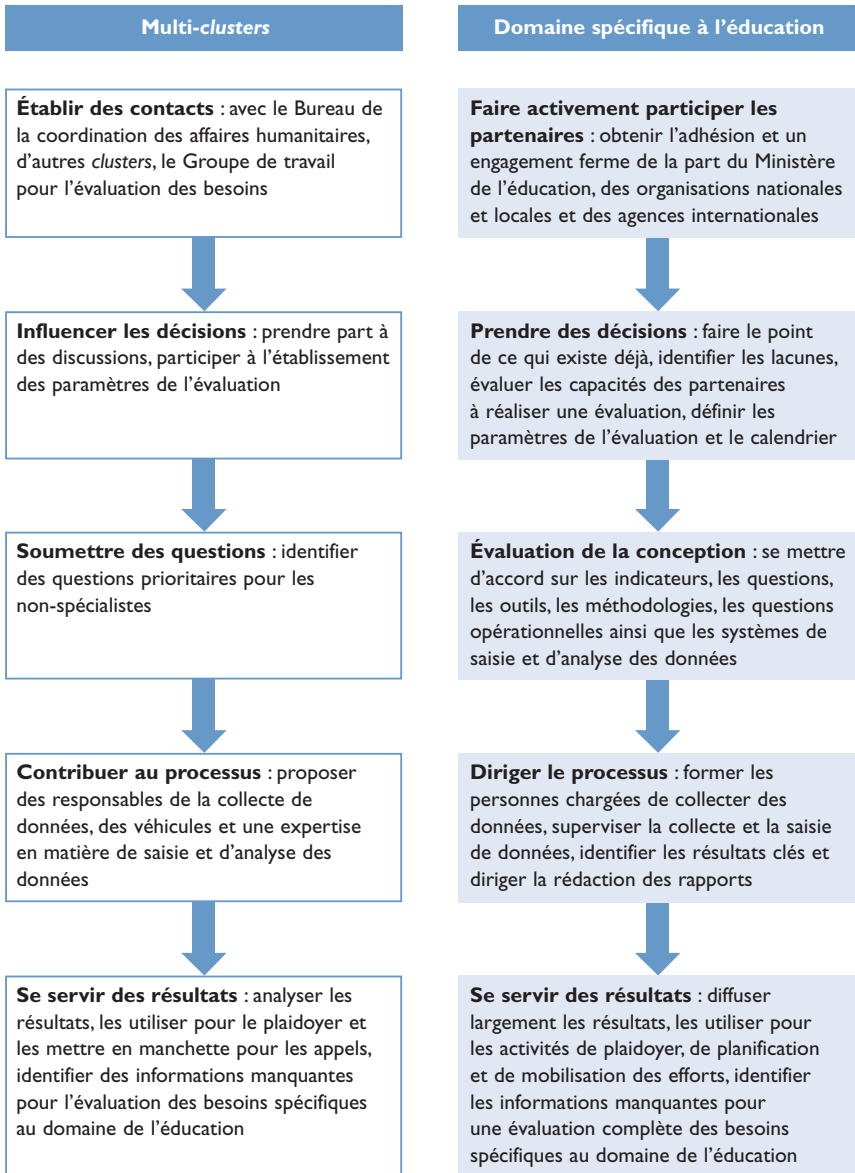 Multi-clusters
Établir des contacts : avec le Bureau de
la coordination des affaires humanitaires,
d'autres clusters, le Groupe de travail
pour l'évaluation des besoins
Influencer les décisions : prendre part à
des discussions, participer à l'établissement
des paramètres de l'évaluation
Soumettre des questions : identifier
des questions prioritaires pour les
non-spécialistes
Contribuer au processus : proposer
des responsables de la collecte de
données, des véhicules et une expertise
en matière de saisie et d'analyse des
données
Se servir des résultats : analyser les
résultats, les utiliser pour le plaidoyer et
les mettre en manchette pour les appels,
identifier des informations manquantes
pour l'évaluation des besoins spécifiques
au domaine de l'éducation
Domaine spécifique à l'éducation
Faire activement participer les
partenaires : obtenir l'adhésion et un
engagement ferme de la part du Ministère
de l'éducation, des organisations nationales
et locales et des agences internationales
Prendre des décisions : faire le point
de ce qui existe déjà, identifier les lacunes,
évaluer les capacités des partenaires
à réaliser une évaluation, définir les
paramètres de l'évaluation et le calendrier
Évaluation de la conception : se mettre
d'accord sur les indicateurs, les questions,
les outils, les méthodologies, les questions
opérationnelles ainsi que les systèmes de
saisie et d'analyse des données
Diriger le processus : former les
personnes chargées de collecter des
données, superviser la collecte et la saisie
de données, identifier les résultats clés et
diriger la rédaction des rapports
Se servir des résultats : diffuser
largement les résultats, les utiliser pour
les activités de plaidoyer, de planification
et de mobilisation des efforts, identifier
les informations manquantes pour
une évaluation complète des besoins
spécifiques au domaine de l'éducation